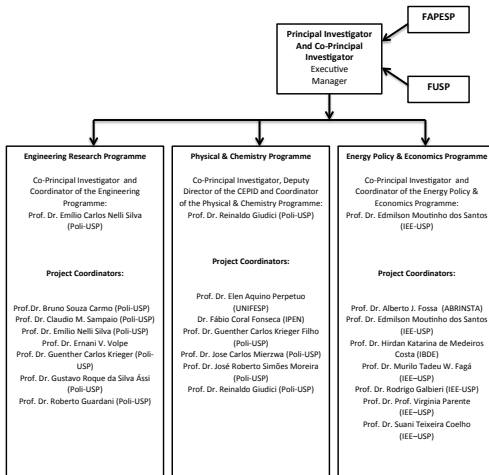 FAPESP
Principal Investigator
And Co-Principal
Investigator
Executive
Manager
FUSP
Engineering Research Programme
Co-Principal Investigator and
Coordinator of the Engineering
Programme:
Prof. Dr. Emílio Carlos Nelli Silva
(Poli-USP)
Project Coordinators:
Prof.Dr. Bruno Souza Carmo (Poli-USP)
Prof. Dr. Claudio M. Sampaio (Poli-USP)
Prof. Dr. Emílio Nelli Silva (Poli-USP)
Prof. Dr. Ernani V. Volpe
Prof. Dr. Guenther Carlos Krieger (Poli-
USP)
Prof. Dr. Gustavo Roque da Silva Ássi
(Poli-USP)
Prof. Dr. Roberto Guardani (Poli-USP)
Physical & Chemistry Programme
Co-Principal Investigator, Deputy
Director of the CEPID and Coordinator
of the Physical & Chemistry Programme:
Prof. Dr. Reinaldo Giudici (Poli-USP)
Project Coordinators:
Prof. Dr. Elen Aquino Perpetuo
(UNIFESP)
Dr. Fábio Coral Fonseca (IPEN)
Prof. Dr. Guenther Carlos Krieger Filho
(Poli-USP)
Prof. Dr. Jose Carlos Mierzwa (Poli-USP)
Prof. Dr. José Roberto Simões Moreira
(Poli-USP)
Prof. Dr. Reinaldo Giudici (Poli-USP)
Energy Policy & Economics Programme
Co-Principal Investigator and
Coordinator of the Energy Policy &
Economics Programme:
Prof. Dr. Edmilson Moutinho dos Santos
(IEE-USP)
Project Coordinators:
Prof. Dr. Alberto J. Fossa (ABRINSTA)
Prof. Dr. Edmilson Moutinho dos Santos
(IEE-USP)
Prof. Dr. Hirdan Katarina de Medeiros
Costa (IBDE)
Prof. Dr. Murilo Tadeu W. Fagá
(IEE–USP)
Prof. Dr. Rodrigo Galbieri (IEE-USP)
Prof. Dr. Prof. Virginia Parente
(IEE–USP)
Prof. Dr. Suani Teixeira Coelho
(IEE–USP)